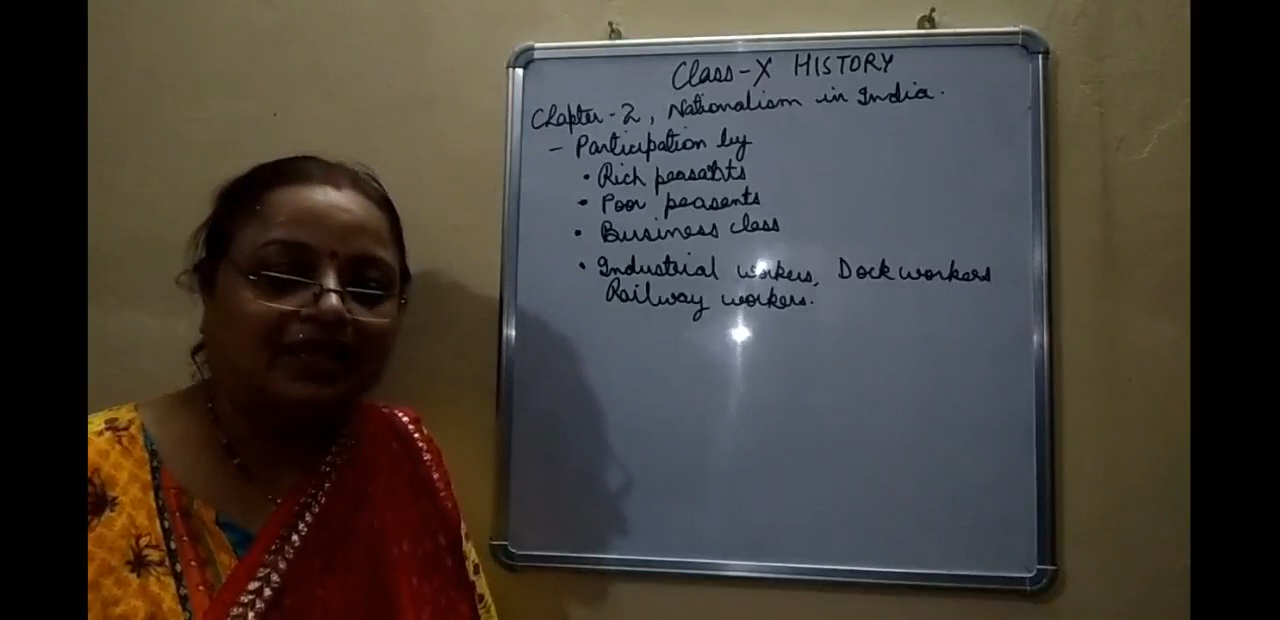 Class-X HISTORY
Chapter-2, Nationalism in India.
- Participation by
• Rich peasants
• Poor peasents
• Business class
• Industrial workers, Dock workers
Railway workers.